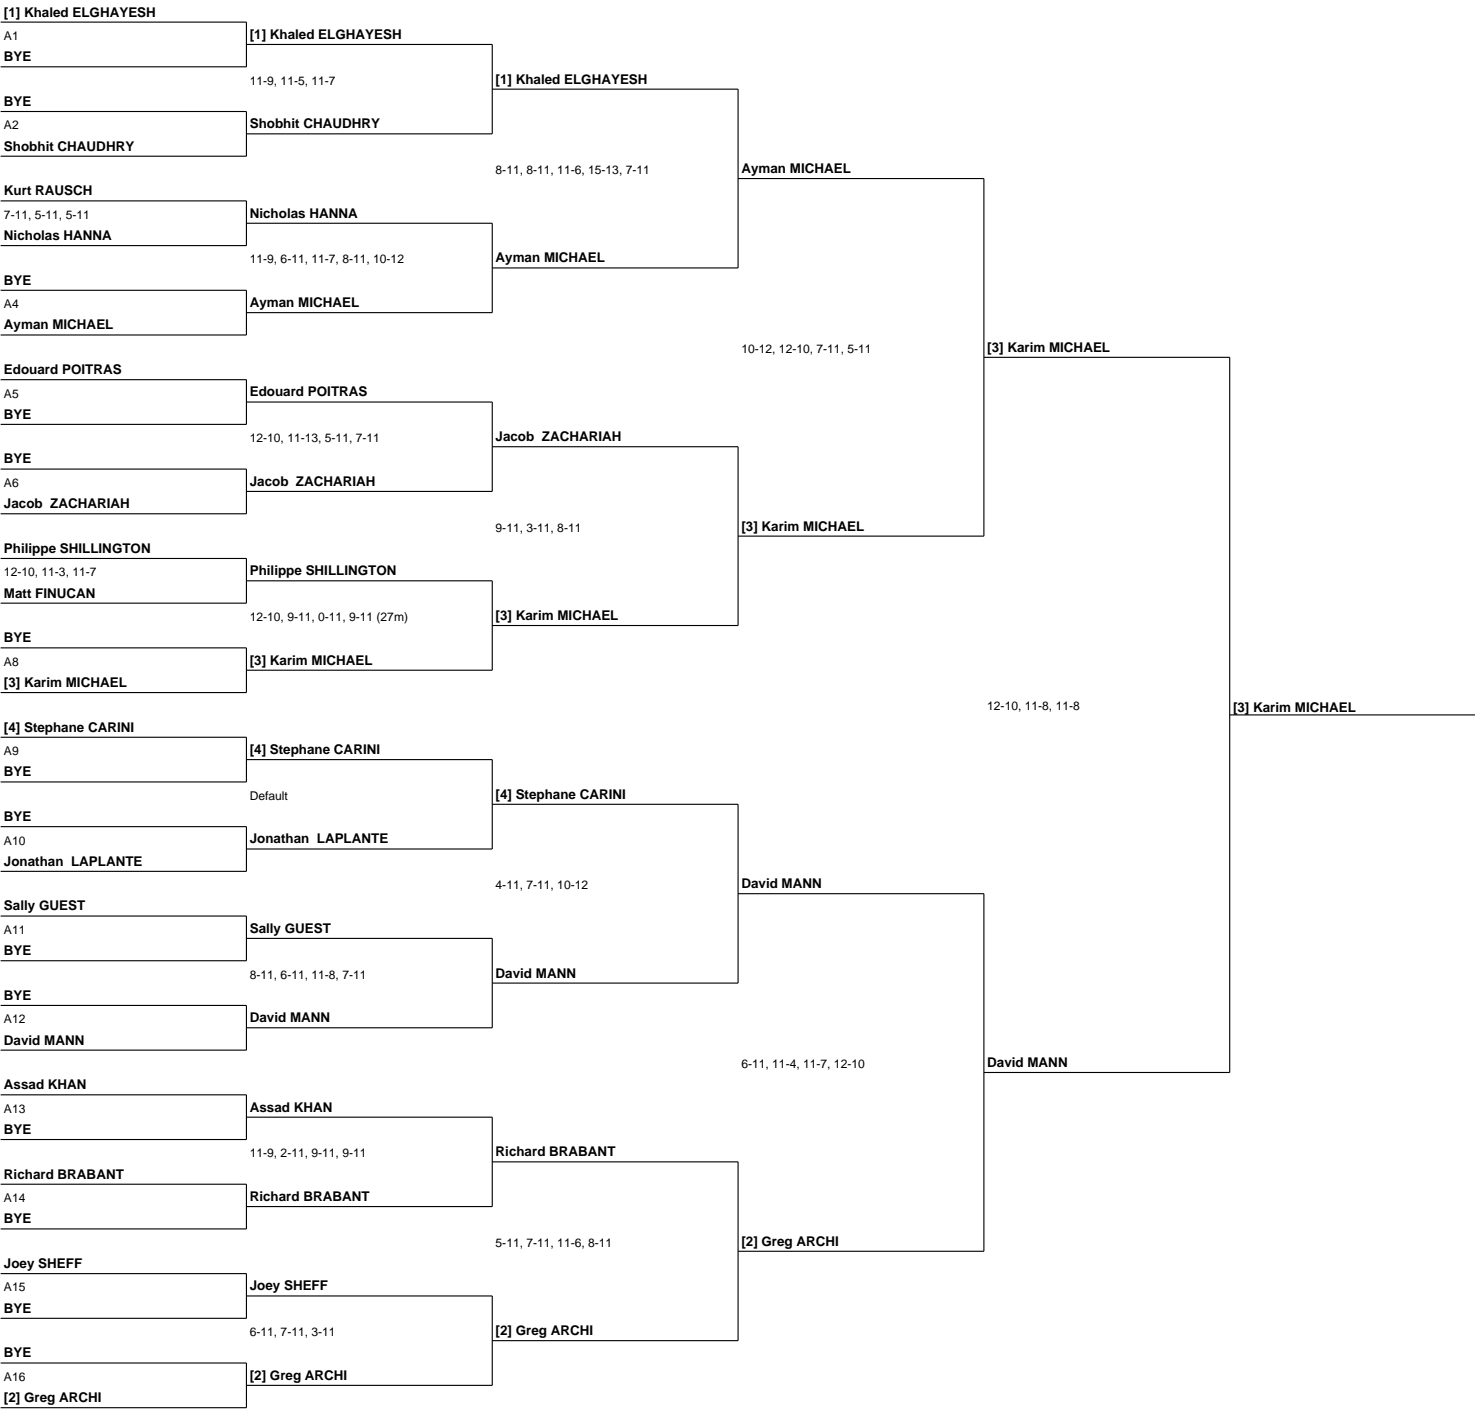 [1] Khaled ELGHAYESH
A1
BYE
BYE
A2
Shobhit CHAUDHRY
Kurt RAUSCH
7-11, 5-11, 5-11
Nicholas HANNA
BYE
A4
Ayman MICHAEL
Edouard POITRAS
A5
BYE
BYE
A6
Jacob  ZACHARIAH
Philippe SHILLINGTON
12-10, 11-3, 11-7
Matt FINUCAN
BYE
A8
[3] Karim MICHAEL
[4] Stephane CARINI
A9
BYE
BYE
A10
Jonathan  LAPLANTE
Sally GUEST
A11
BYE
BYE
A12
David MANN
Assad KHAN
A13
BYE
Richard BRABANT
A14
BYE
Joey SHEFF
A15
BYE
BYE
A16
[2] Greg ARCHI
[1] Khaled ELGHAYESH
11-9, 11-5, 11-7
Shobhit CHAUDHRY
Nicholas HANNA
11-9, 6-11, 11-7, 8-11, 10-12
Ayman MICHAEL
Edouard POITRAS
12-10, 11-13, 5-11, 7-11
Jacob  ZACHARIAH
Philippe SHILLINGTON
12-10, 9-11, 0-11, 9-11 (27m)
[3] Karim MICHAEL
[4] Stephane CARINI
Default
Jonathan  LAPLANTE
Sally GUEST
8-11, 6-11, 11-8, 7-11
David MANN
Assad KHAN
11-9, 2-11, 9-11, 9-11
Richard BRABANT
Joey SHEFF
6-11, 7-11, 3-11
[2] Greg ARCHI
[1] Khaled ELGHAYESH
8-11, 8-11, 11-6, 15-13, 7-11
Ayman MICHAEL
Jacob  ZACHARIAH
9-11, 3-11, 8-11
[3] Karim MICHAEL
[4] Stephane CARINI
4-11, 7-11, 10-12
David MANN
Richard BRABANT
5-11, 7-11, 11-6, 8-11
[2] Greg ARCHI
Ayman MICHAEL
10-12, 12-10, 7-11, 5-11
[3] Karim MICHAEL
David MANN
6-11, 11-4, 11-7, 12-10
[2] Greg ARCHI
[3] Karim MICHAEL
12-10, 11-8, 11-8
David MANN
[3] Karim MICHAEL